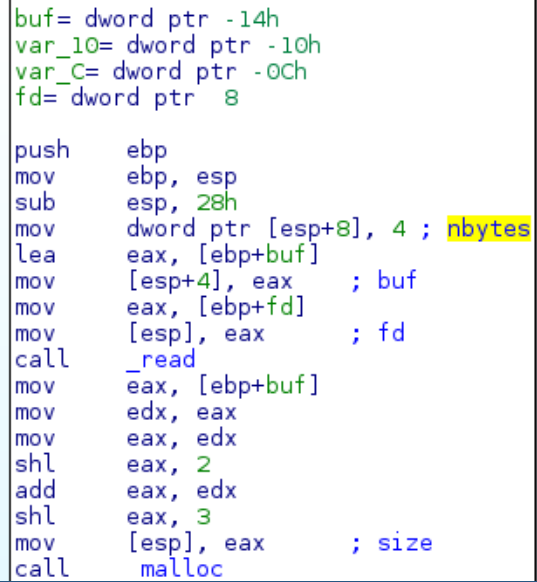 buf= dword ptr -14h
var_10= dword ptr -10h
var_C= dword ptr -0Ch
fd= dword ptr  8
push    ebp
mov     ebp, esp
sub     esp, 28h
mov     dword ptr [esp+8], 4 ; nbytes
lea     eax, [ebp+buf]
mov     [esp+4], eax    ; buf
mov     eax, [ebp+fd]
mov     [esp], eax      ; fd
call    _read
mov     eax, [ebp+buf]
mov     edx, eax
mov     eax, edx
shl     eax, 2
add     eax, edx
shl     eax, 3
mov     [esp], eax      ; size
call    malloc